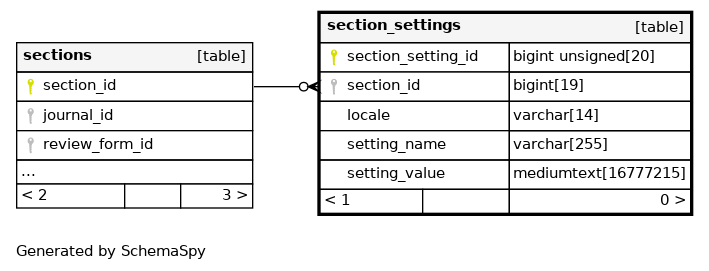 sections [table]
section_id
journal_id
review_form_id
...
< 2 3 >
section_settings [table]
section_setting_id bigint unsigned[20]
section_id bigint[19]
locale varchar[14]
setting_name varchar[255]
setting_value mediumtext[16777215]
< 1 0 >
Generated by SchemaSpy